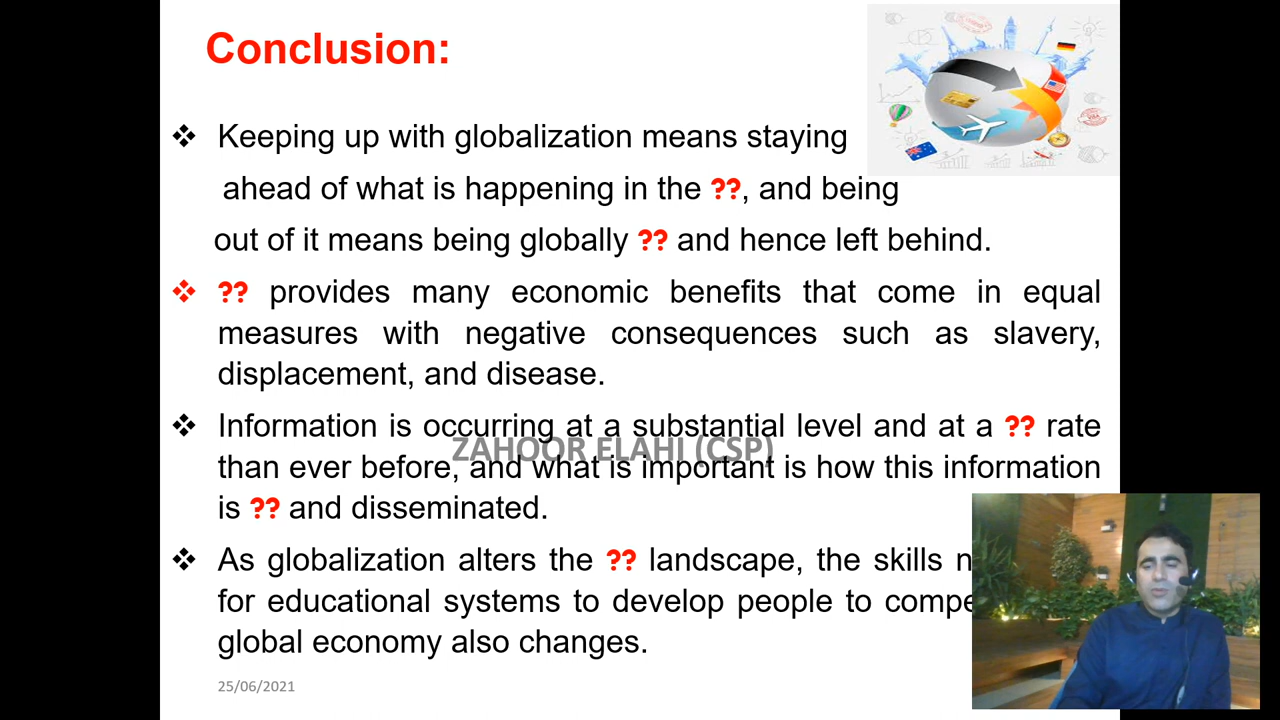 Conclusion:
❖ Keeping up with globalization means staying
ahead of what is happening in the ??, and being
out of it means being globally ?? and hence left behind.
❖ ?? provides many economic benefits that come in equal
measures with negative consequences such as slavery,
displacement, and disease.
❖ Information is occurring at a substantial level and at a ?? rate
ZAHOOR ELAHI (CSP)
than ever before, and what is important is how this information
is ?? and disseminated.
❖ As globalization alters the ?? landscape, the skills
for educational systems to develop people to
global economy also changes.
25/06/2021